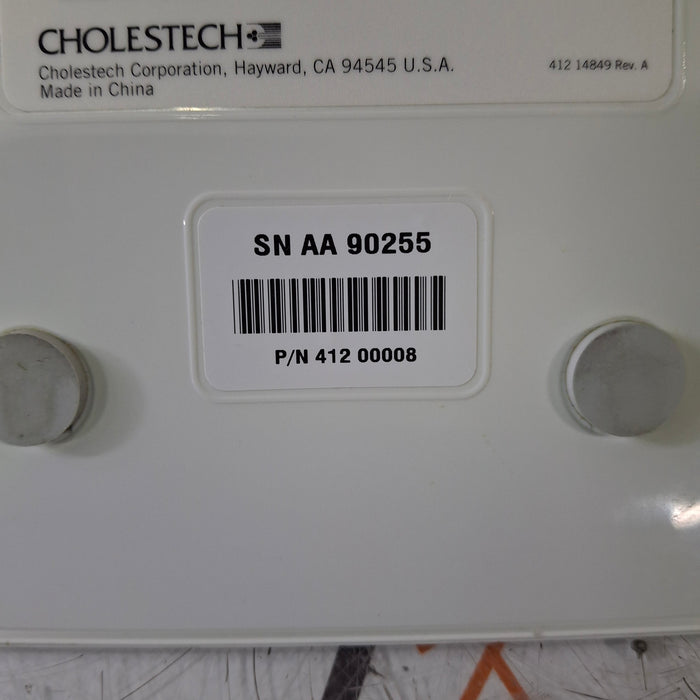 CHOLESTECH
Cholestech Corporation, Hayward, CA 94545 U.S.A.
412 14849 Rev. A
Made in China
SN AA 90255
P/N 412 00008